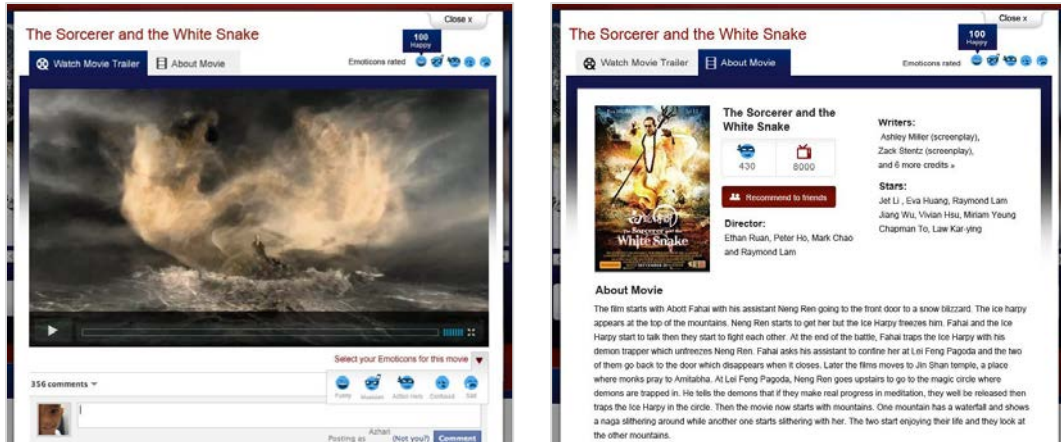 Close x
The Sorcerer and the White Snake
100
Happy
Watch Movie Trailer
About Movie
Emoticons rated
Select your Emoticons for this movie
356 comments
Funny
Confused
Sad
Azhari
Posting as
(Not you?)
Comment
Close x
The Sorcerer and the White Snake
100
Happy
Watch Movie Trailer
About Movie
Emoticons rated
The Sorcerer and the
White Snake
430
8000
Recommend to friends
Director:
Ethan Ruan, Peter Ho, Mark Chao
and Raymond Lam
Writers:
Ashley Miller (screenplay),
Zack Stentz (screenplay),
and 6 more credits »
Stars:
Jet Li , Eva Huang, Raymond Lam
Jiang Wu, Vivian Hsu, Miriam Yeung
Chapman To, Law Kar-ying
The Sorcerer and the
White Snake
About Movie
The film starts with Abott Fahai with his assistant Neng Ren going to the front door to a snow blizzard. The ice harpy
appears at the top of the mountains. Neng Ren starts to get her but the Ice Harpy freezes him. Fahai and the Ice
Harpy start to talk then they start to fight each other. At the end of the battle, Fahai traps the Ice Harpy with his
demon trapper which unfreezes Neng Ren. Fahai asks his assistant to confine her at Lei Feng Pagoda and the two
of them go back to the door which disappears when it closes. Later the films moves to Jin Shan temple, a place
where monks pray to Amitabha. At Lei Feng Pagoda, Neng Ren goes upstairs to go to the magic circle where
demons are trapped in. He tells the demons that if they make real progress in meditation, they well be released then
traps the Ice Harpy in the circle. Then the movie now starts with mountains. One mountain has a waterfall and shows
a naga slithering around while another one starts slithering with her. The two start enjoying their life and they look at
the other mountains.